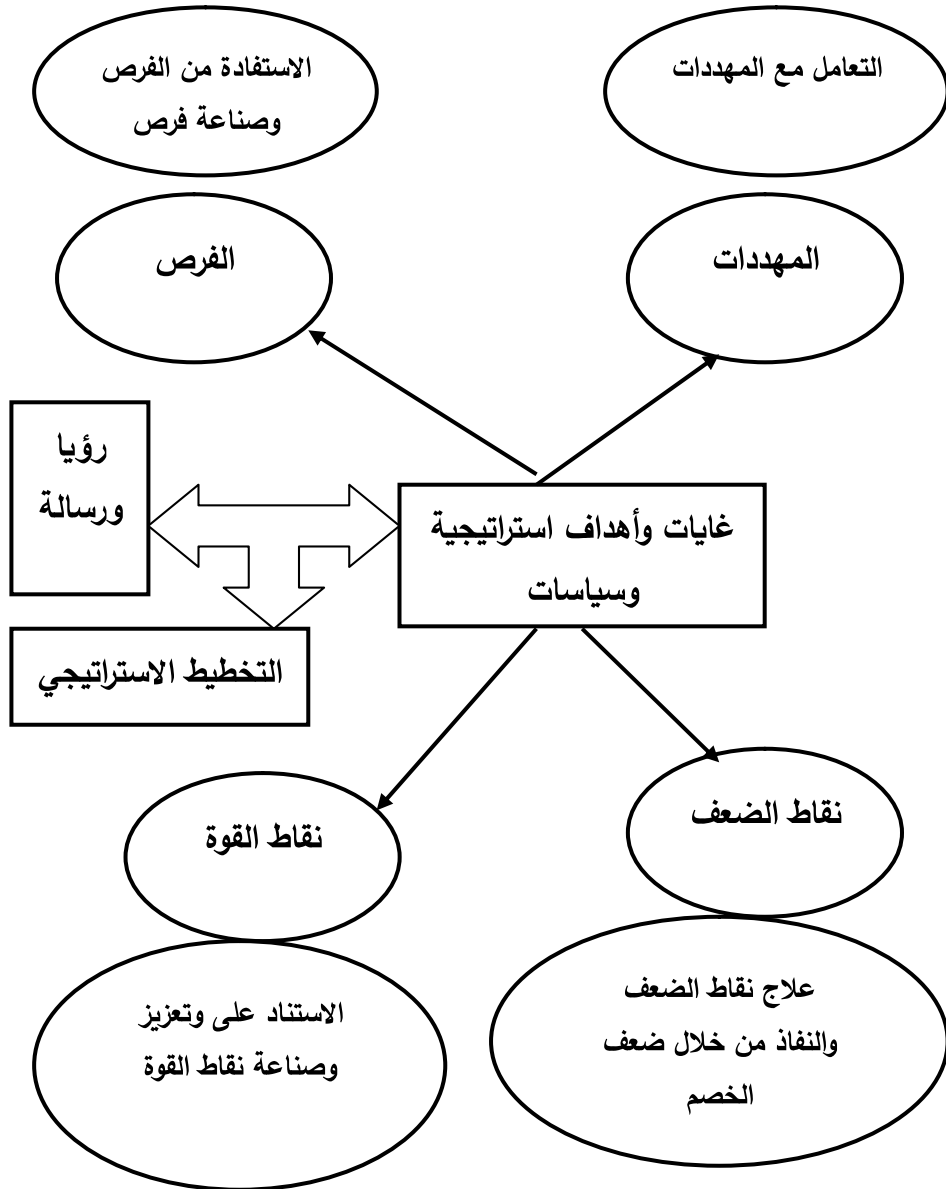 التعامل مع المهددات
الاستفادة من الفرص
وصناعة فرص
المهددات
الفرص
رؤيا
ورسالة
غايات وأهداف استراتيجية
وسياسات
التخطيط الاستراتيجي
نقاط الضعف
نقاط القوة
علاج نقاط الضعف
والنفاذ من خلال ضعف
الخصم
الاستناد على وتعزيز
وصناعة نقاط القوة